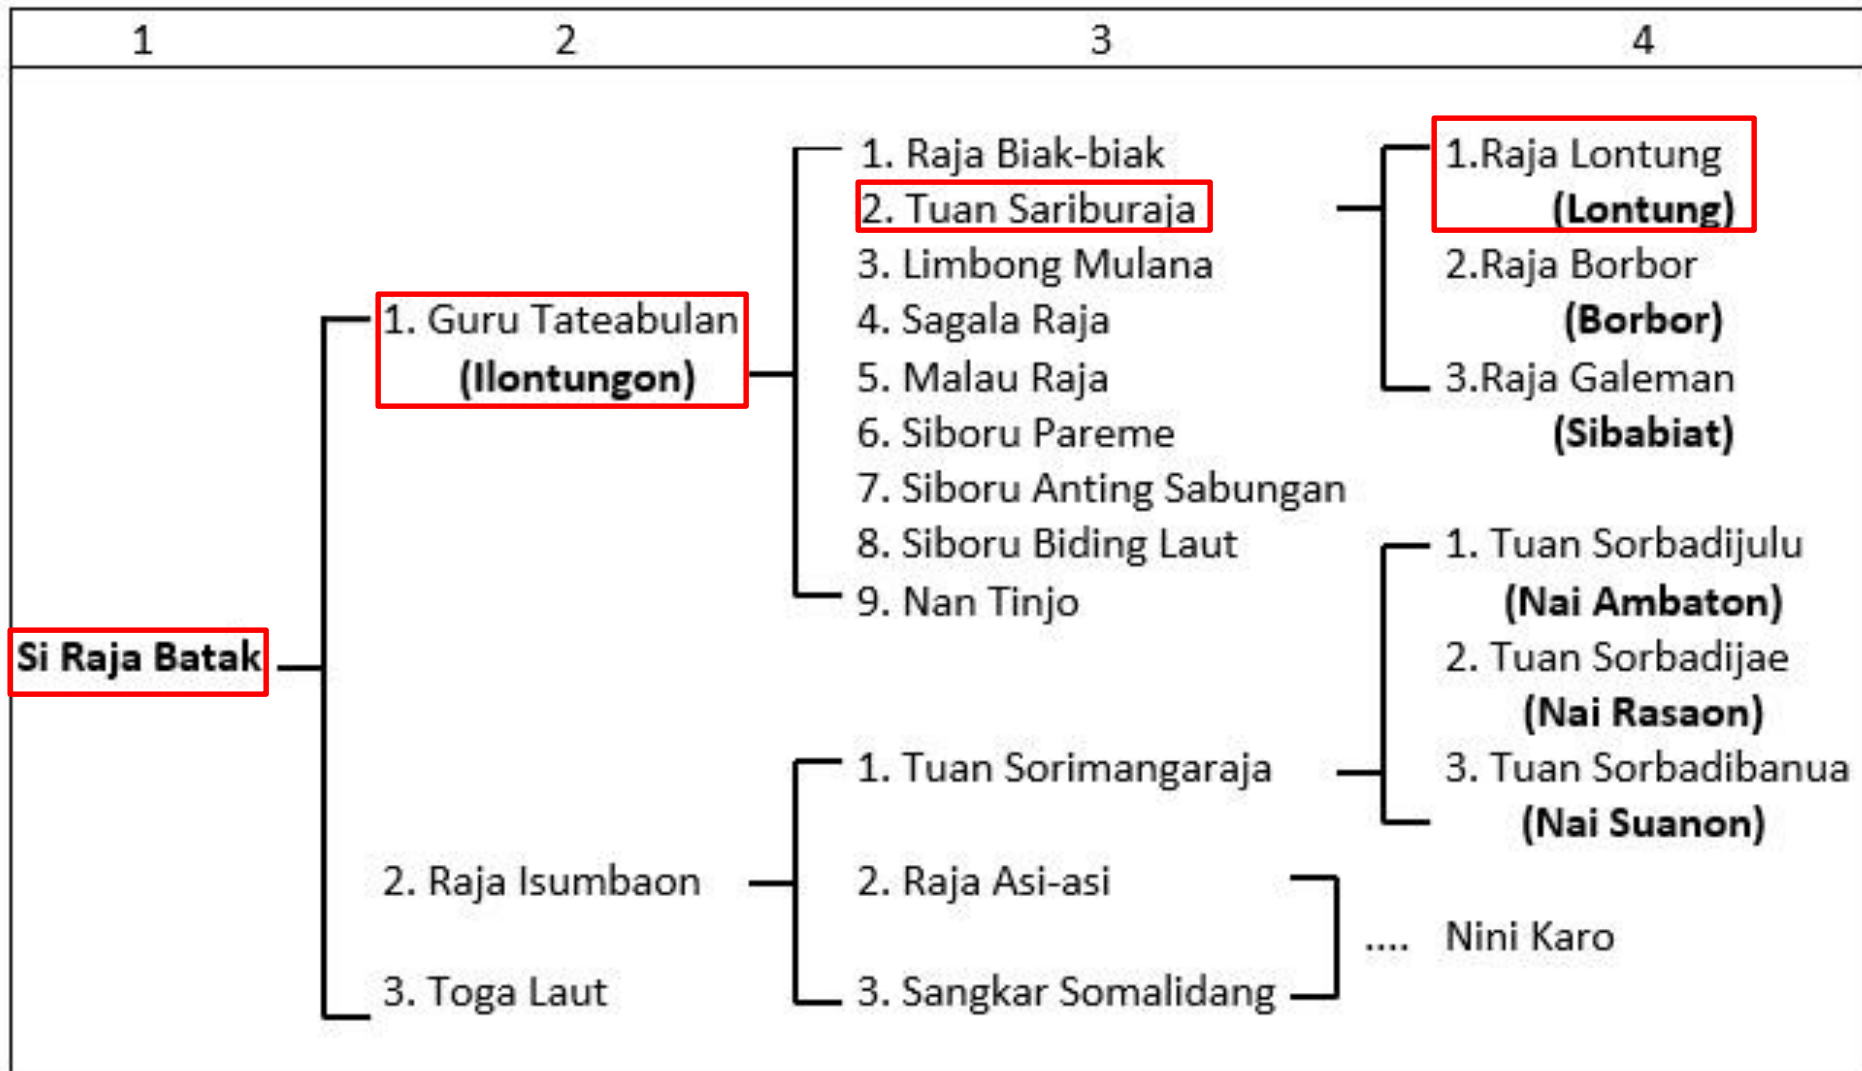 1 2 3 4
1. Raja Biak-biak
2. Tuan Sariburaja
3. Limbong Mulana
4. Sagala Raja
5. Malau Raja
6. Siboru Pareme
7. Siboru Anting Sabungan
8. Siboru Biding Laut
9. Nan Tinjo
1.Raja Lontung
(Lontung)
2.Raja Borbor
(Borbor)
3.Raja Galeman
(Sibabiat)
1. Guru Tateabulan
(Ilontungon)
Si Raja Batak
1. Tuan Sorbadijulu
(Nai Ambaton)
2. Tuan Sorbadijae
(Nai Rasaon)
3. Tuan Sorbadibanua
(Nai Suanon)
1. Tuan Sorimangaraja
2. Raja Isumbaon
2. Raja Asi-asi
.... Nini Karo
3. Toga Laut
3. Sangkar Somalidang